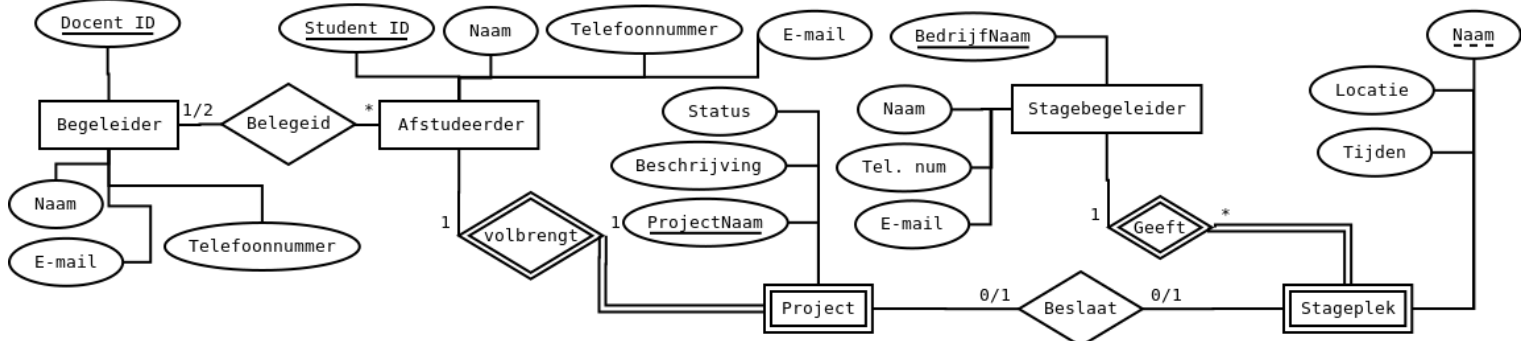 Docent ID
Student ID
Naam
Telefoonnummer
E-mail
BedrijfNaam
Naam
Begeleider
1/2
Belegeid
*
Afstudeerder
Status
Naam
Stagebegeleider
Locatie
Beschrijving
Tel. num
Tijden
Naam
1
volbrengt
1
ProjectNaam
E-mail
1
Geeft
*
E-mail
Telefoonnummer
Project
0/1
Beslaat
0/1
Stageplek